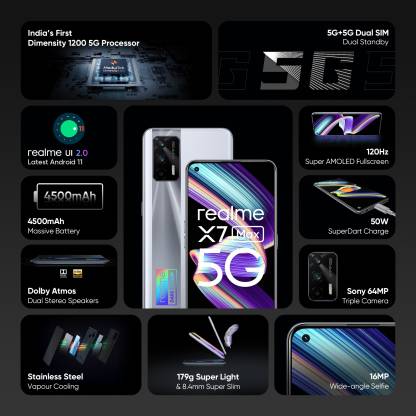 India's First
Dimensity 1200 5G Processor
5G+5G Dual SIM
Dual Standby
5G
11
realme UI 2.0
Latest Android 11
120Hz
Super AMOLED Fullscreen
4500mAh
4500mAh
Massive Battery
realme
X7 Max
5G
50W
SuperDart Charge
Dolby Atmos
Dual Stereo Speakers
Sony 64MP
Triple Camera
Stainless Steel
Vapour Cooling
179g Super Light
& 8.4mm Super Slim
16MP
Wide-angle Selfie